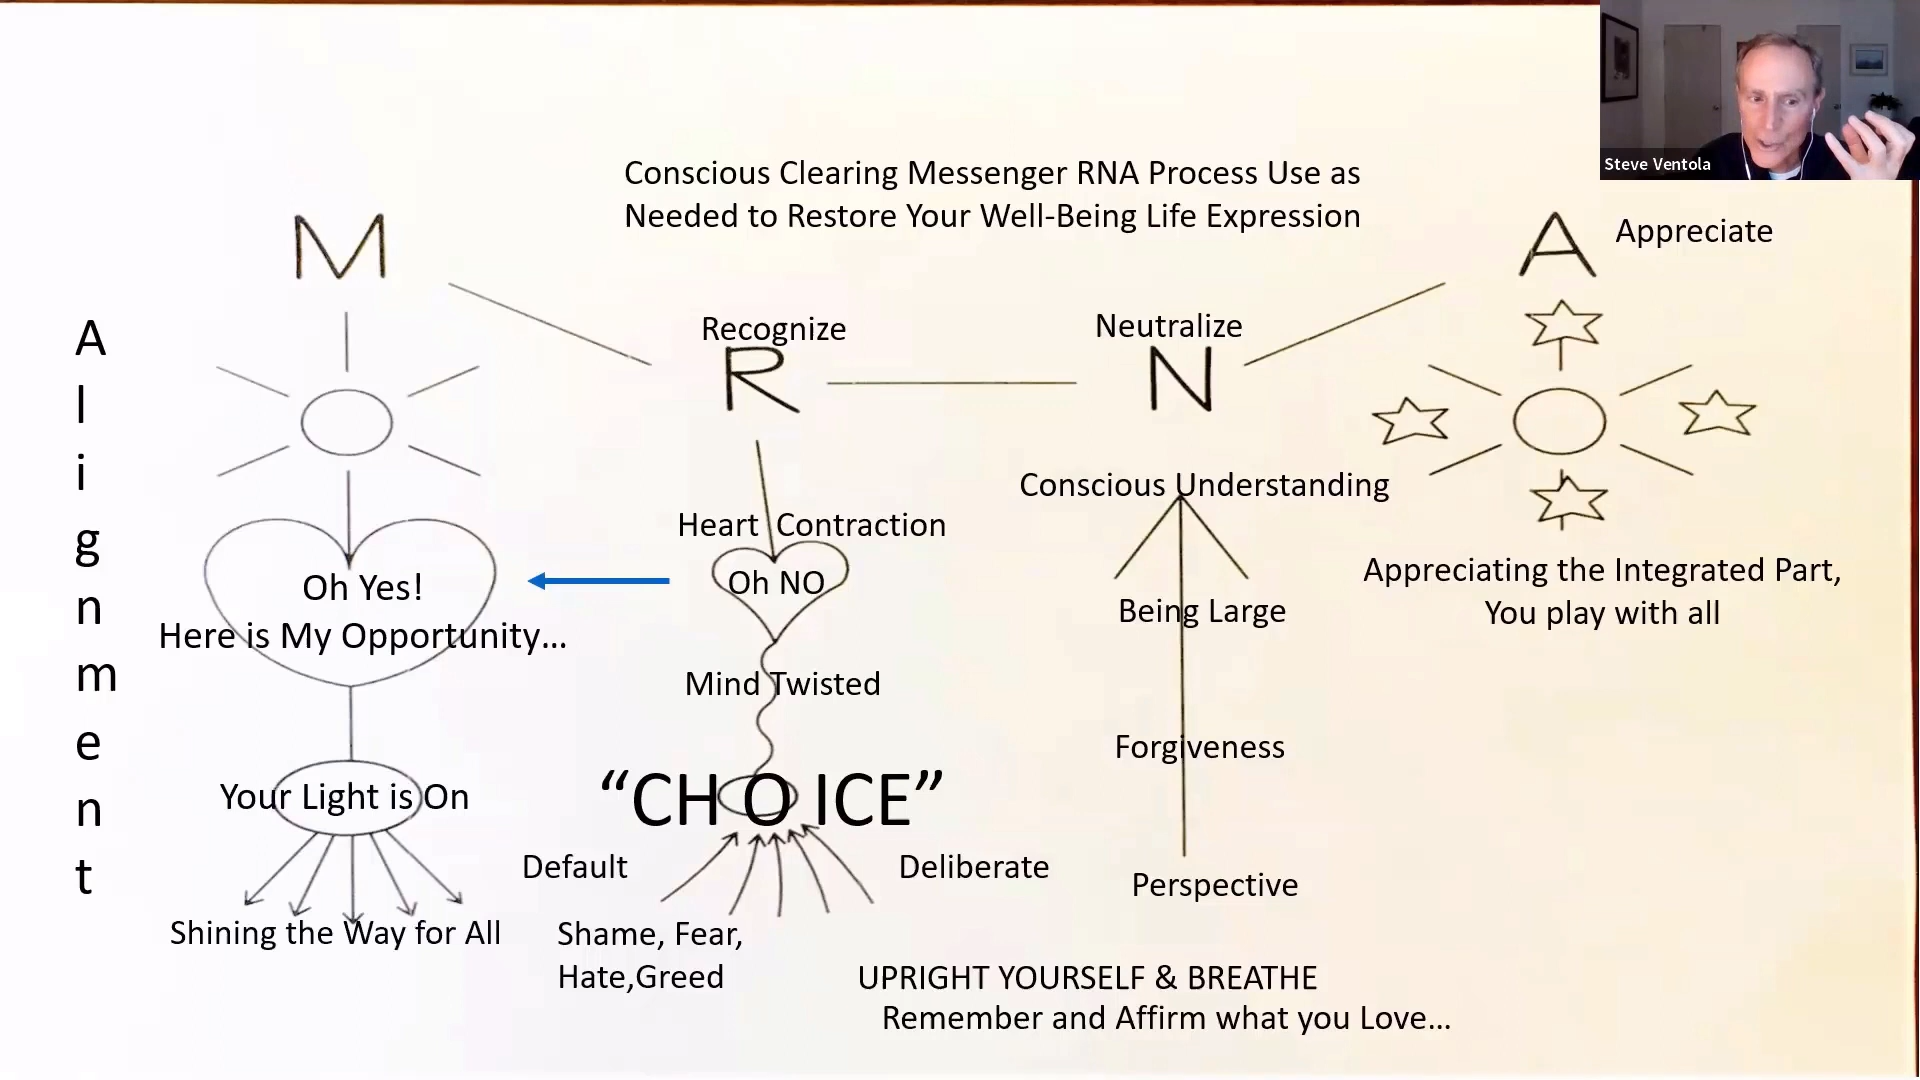 Steve Ventola
Conscious Clearing Messenger RNA Process Use as
Needed to Restore Your Well-Being Life Expression
Alignment
M
Oh Yes!
Here is My Opportunity...
Your Light is On
Shining the Way for All
Recognize
R
Heart Contraction
Oh NO
Mind Twisted
“CH O ICE”
Default
Deliberate
Shame, Fear,
Hate,Greed
Neutralize
N
Conscious Understanding
Being Large
Forgiveness
Perspective
A
Appreciate
Appreciating the Integrated Part,
You play with all
UPRIGHT YOURSELF & BREATHE
Remember and Affirm what you Love...